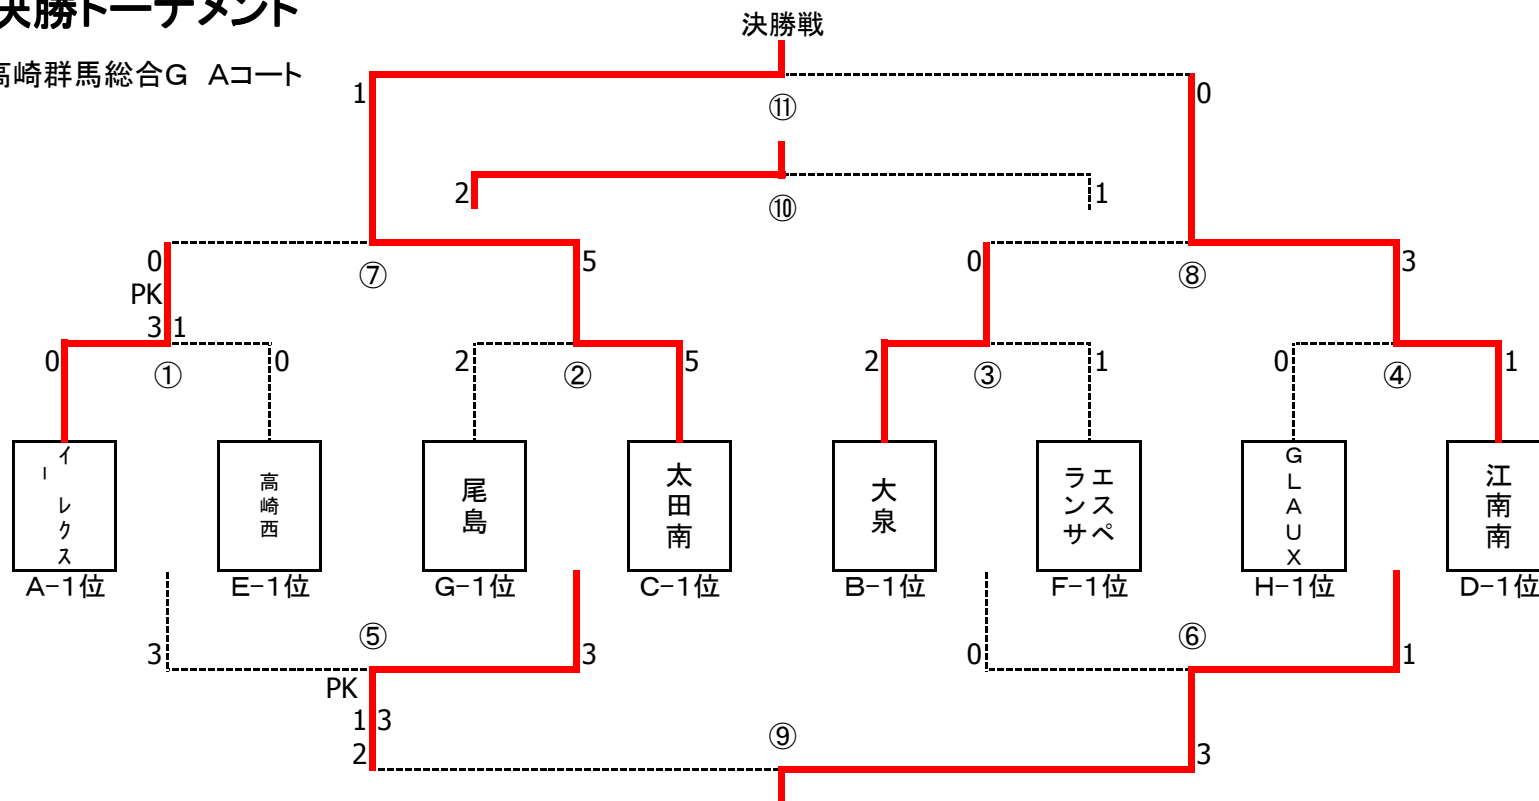 決勝トーナメント
決勝戦
高崎群馬総合G Aコート
1
0
⑪
2
1
⑩
0
5
0
3
⑦
⑧
PK
3 1
0
0
2
5
2
1
0
1
①
②
③
④
イーレクス
高崎西
尾島
太田南
大泉
エスペランサ
GLAUX
江南南
A-1位
E-1位
G-1位
C-1位
B-1位
F-1位
H-1位
D-1位
⑤
⑥
3
3
0
1
PK
1 3
2
⑨
3